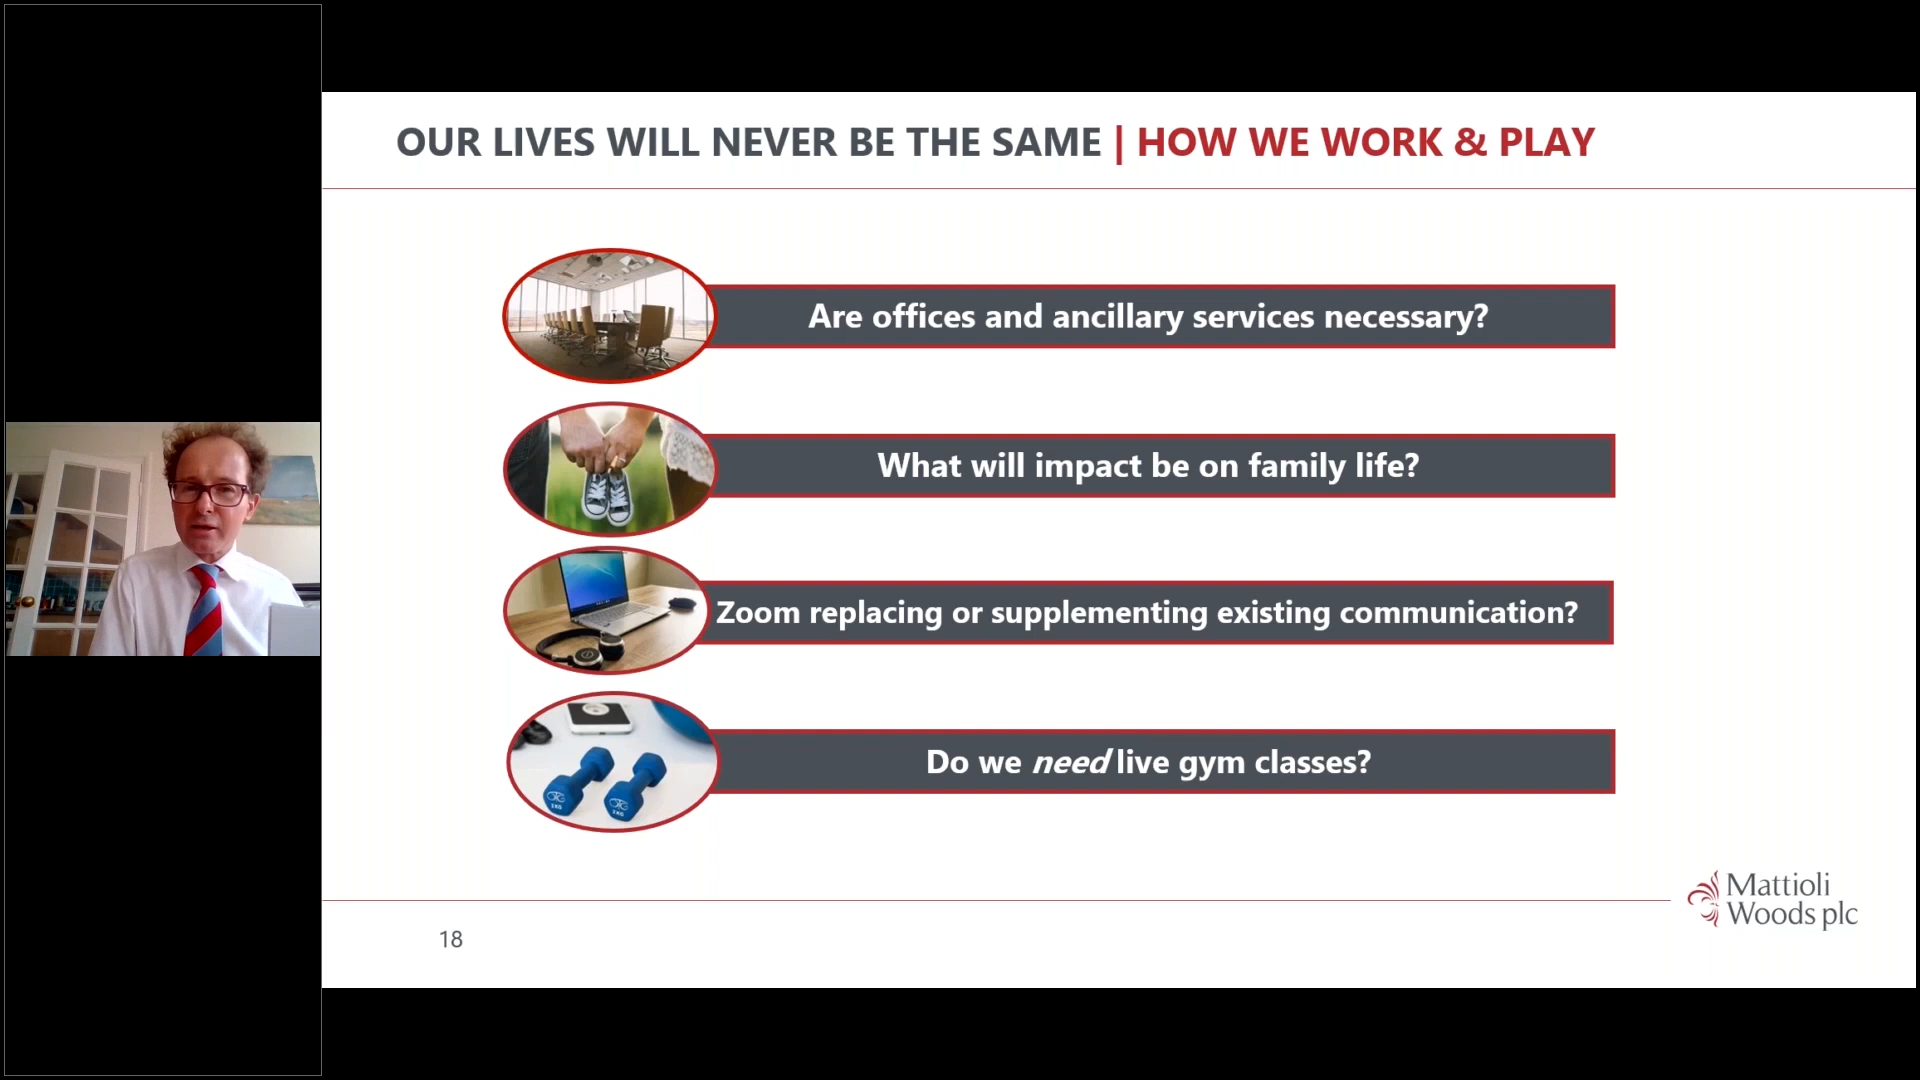 OUR LIVES WILL NEVER BE THE SAME | HOW WE WORK & PLAY
Are offices and ancillary services necessary?
What will impact be on family life?
Zoom replacing or supplementing existing communication?
Do we need live gym classes?
Mattioli
Woods plc
18